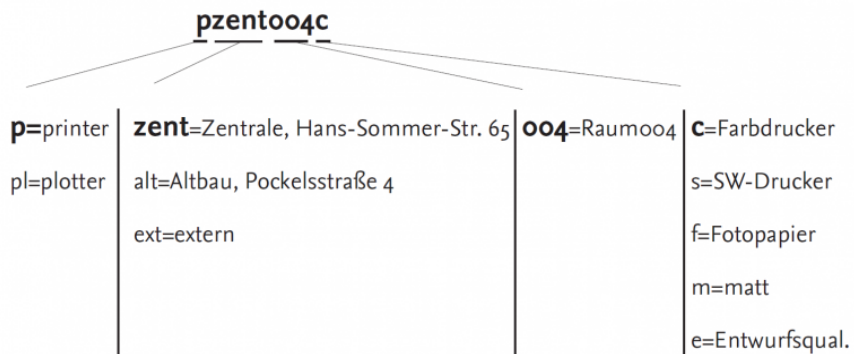 pzent004c
p=printer zent=Zentrale, Hans-Sommer-Str. 65 004=Raum004 c=Farbdrucker
pl=plotter alt=Altbau, Pockelsstraße 4 s=SW-Drucker
ext=extern f=Fotopapier
m=matt
e=Entwurfsqual.